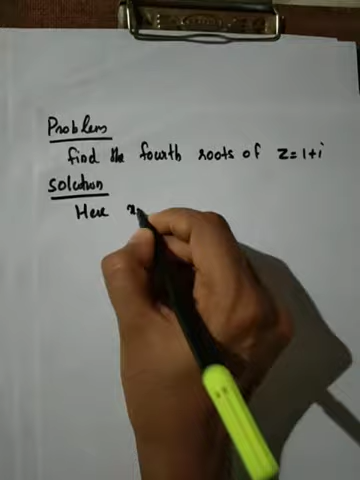 Problem
find the fourth roots of z=1+i
Solution
Here